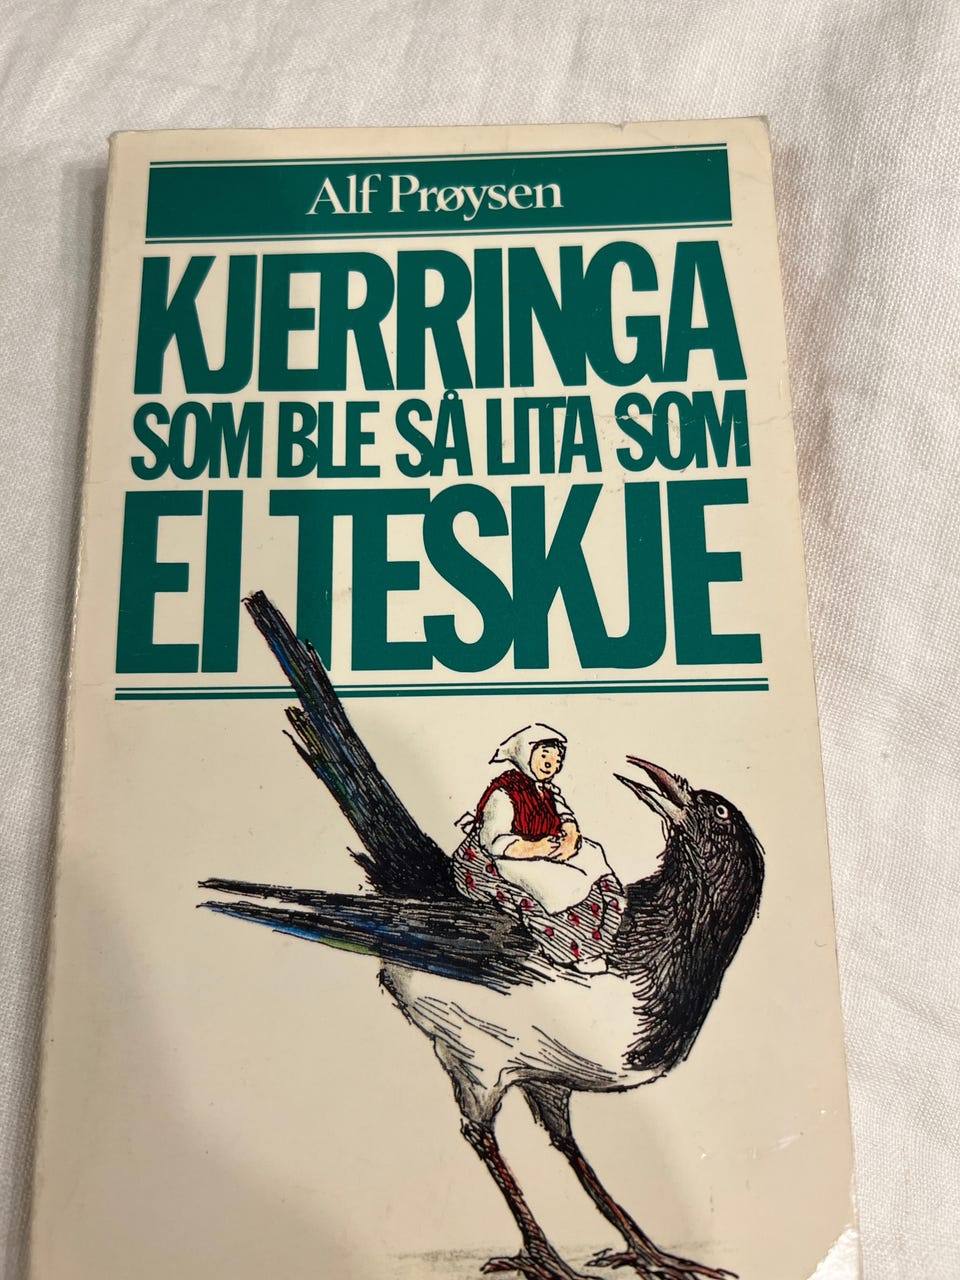 Alf Prøysen
KJERRINGA
SOM BLE SÅ LITA SOM
EI TESKJE